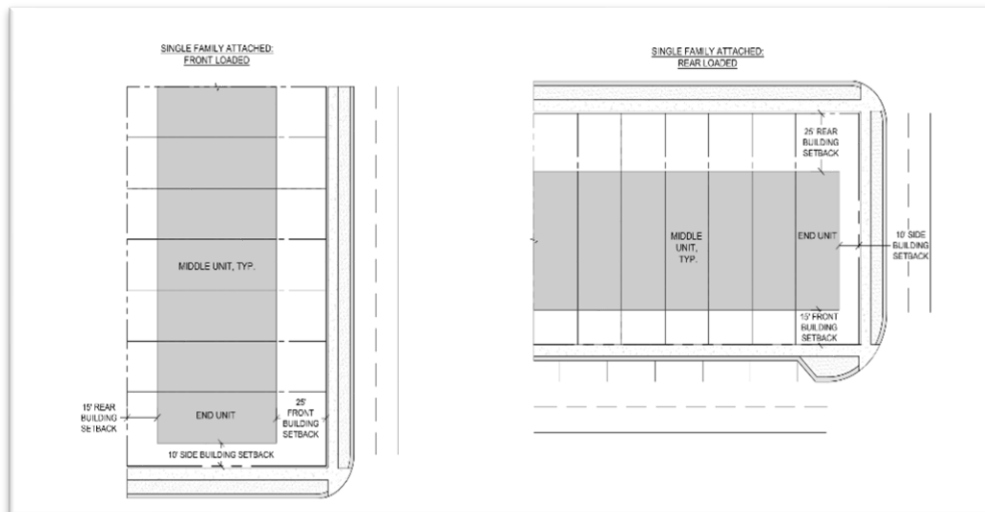 SINGLE FAMILY ATTACHED:
FRONT LOADED
MIDDLE UNIT, TYP.
15' REAR
BUILDING
SETBACK
END UNIT
25'
FRONT
BUILDING
SETBACK
10' SIDE BUILDING SETBACK
SINGLE FAMILY ATTACHED:
REAR LOADED
25' REAR
BUILDING
SETBACK
MIDDLE
UNIT,
TYP.
END UNIT
10' SIDE
BUILDING
SETBACK
15' FRONT
BUILDING
SETBACK